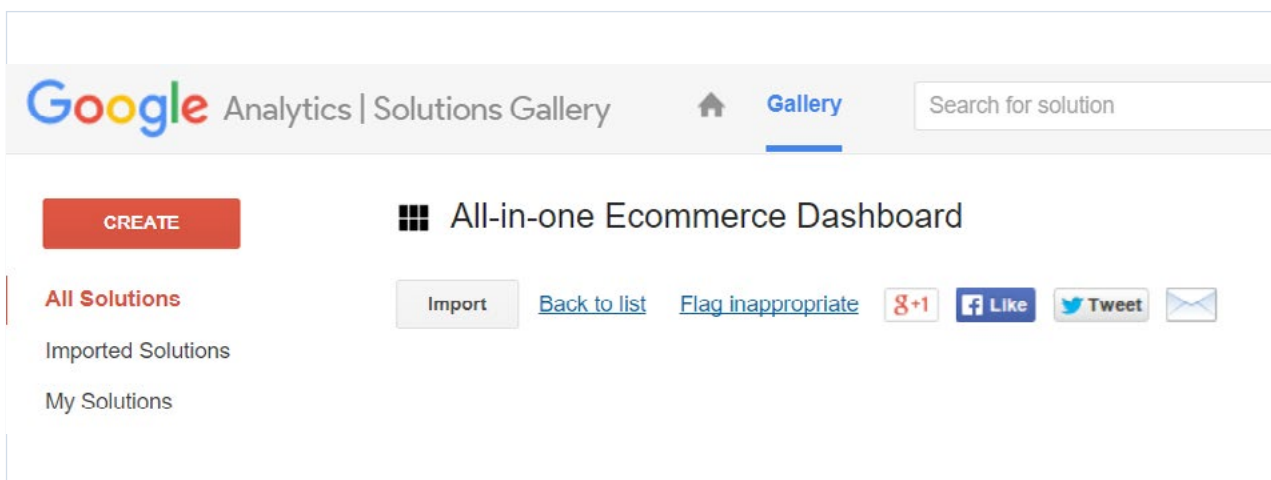 Google Analytics | Solutions Gallery Gallery Search for solution
CREATE
All-in-one Ecommerce Dashboard
All Solutions
Imported Solutions
My Solutions
Import Back to list Flag inappropriate g+1 Like Tweet